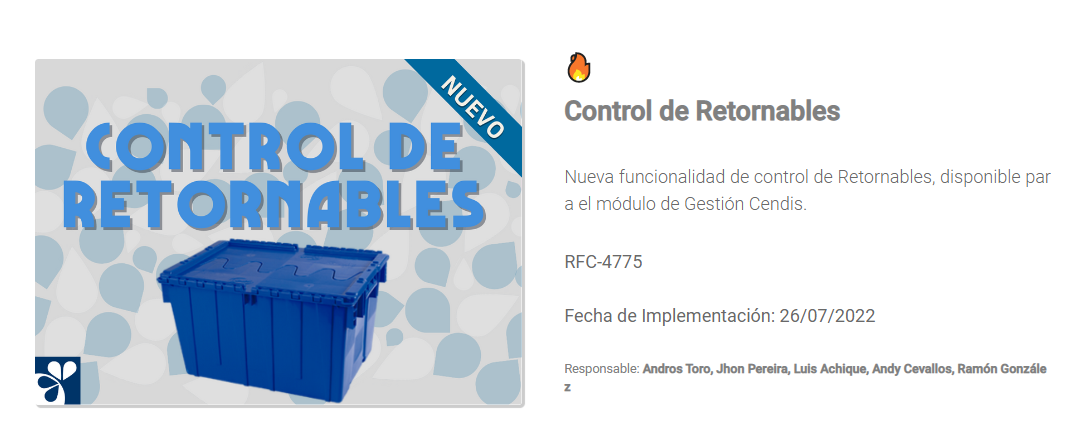 NUEVO
CONTROL DE
RETORNABLES
Control de Retornables
Nueva funcionalidad de control de Retornables, disponible par
a el módulo de Gestión Cendis.
RFC-4775
Fecha de Implementación: 26/07/2022
Responsable: Andros Toro, Jhon Pereira, Luis Achique, Andy Cevallos, Ramón Gonzále
z